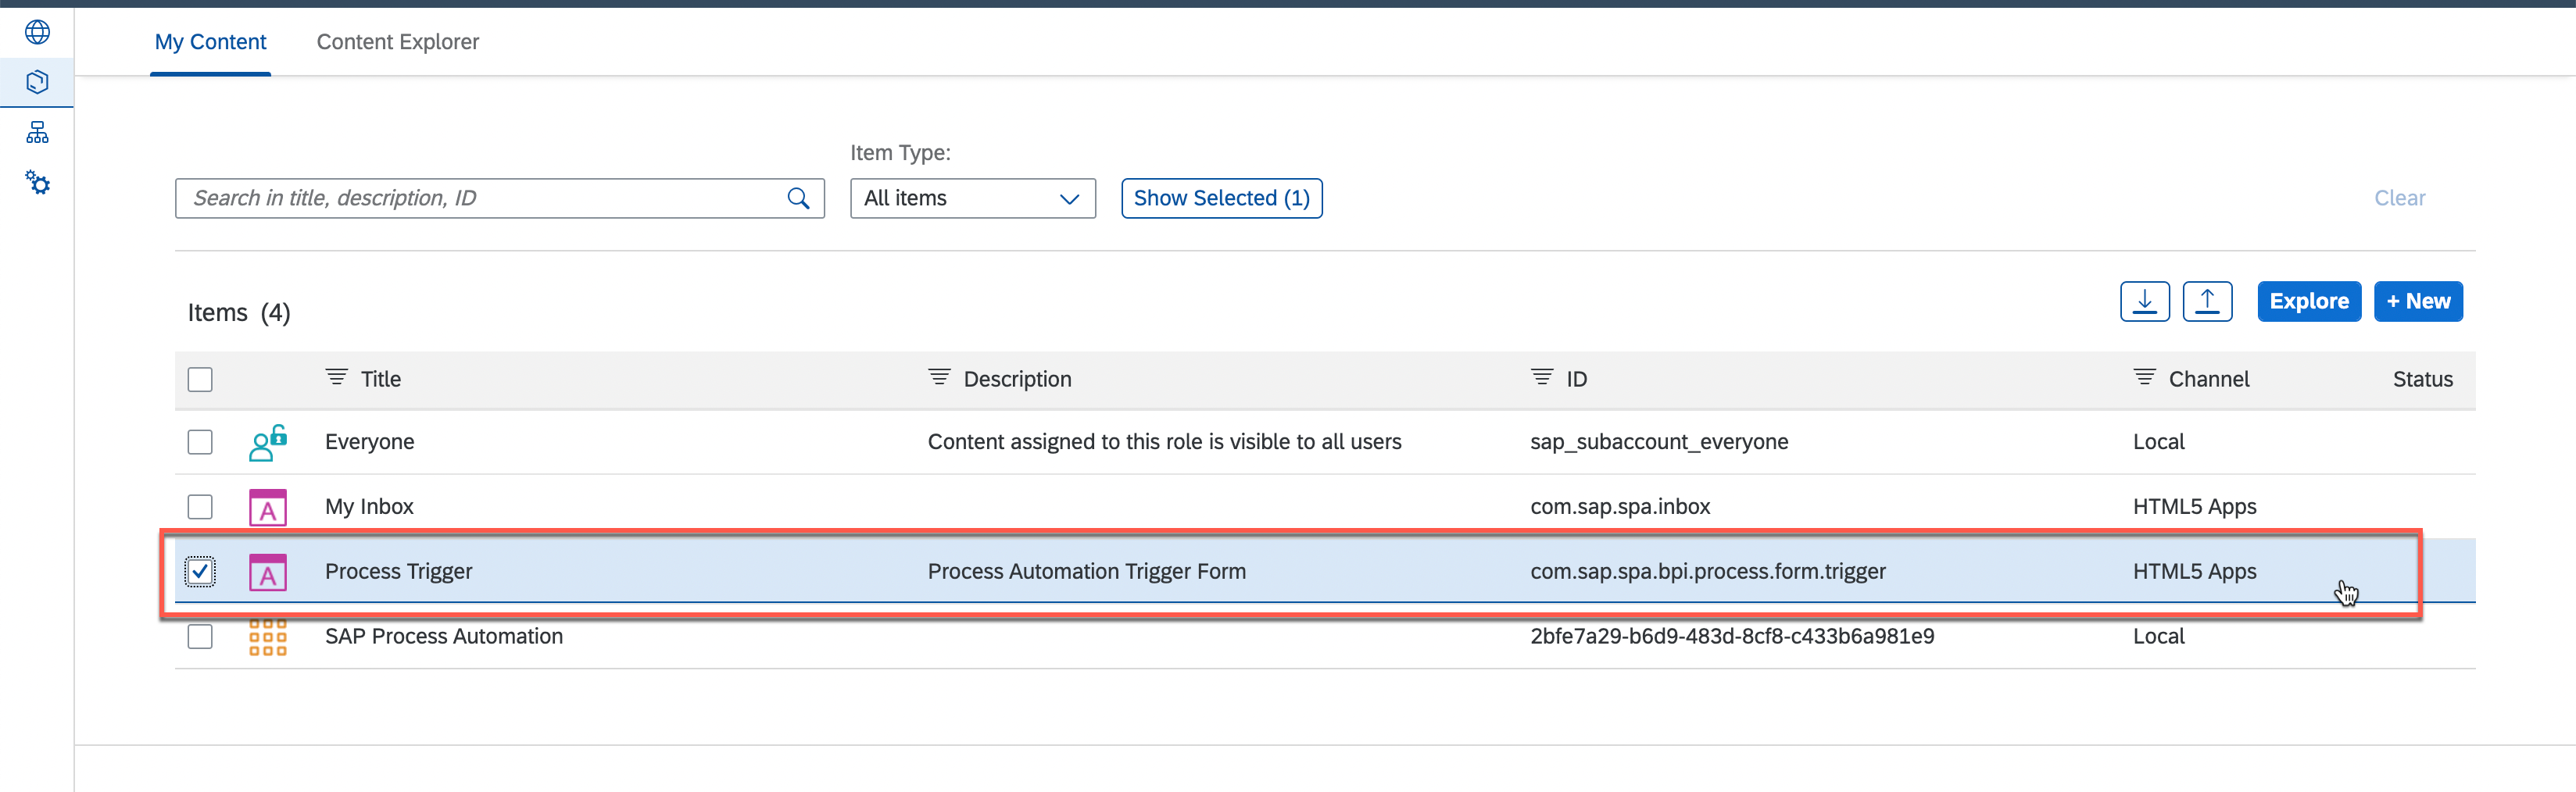 My Content Content Explorer
Item Type:
Search in title, description, ID All items Show Selected (1) Clear
Items (4) Explore + New
Title Description ID Channel Status
Everyone Content assigned to this role is visible to all users sap_subaccount_everyone Local
A My Inbox com.sap.spa.inbox HTML5 Apps
A Process Trigger Process Automation Trigger Form com.sap.spa.bpi.process.form.trigger HTML5 Apps
SAP Process Automation 2bfe7a29-b6d9-483d-8cf8-c433b6a981e9 Local